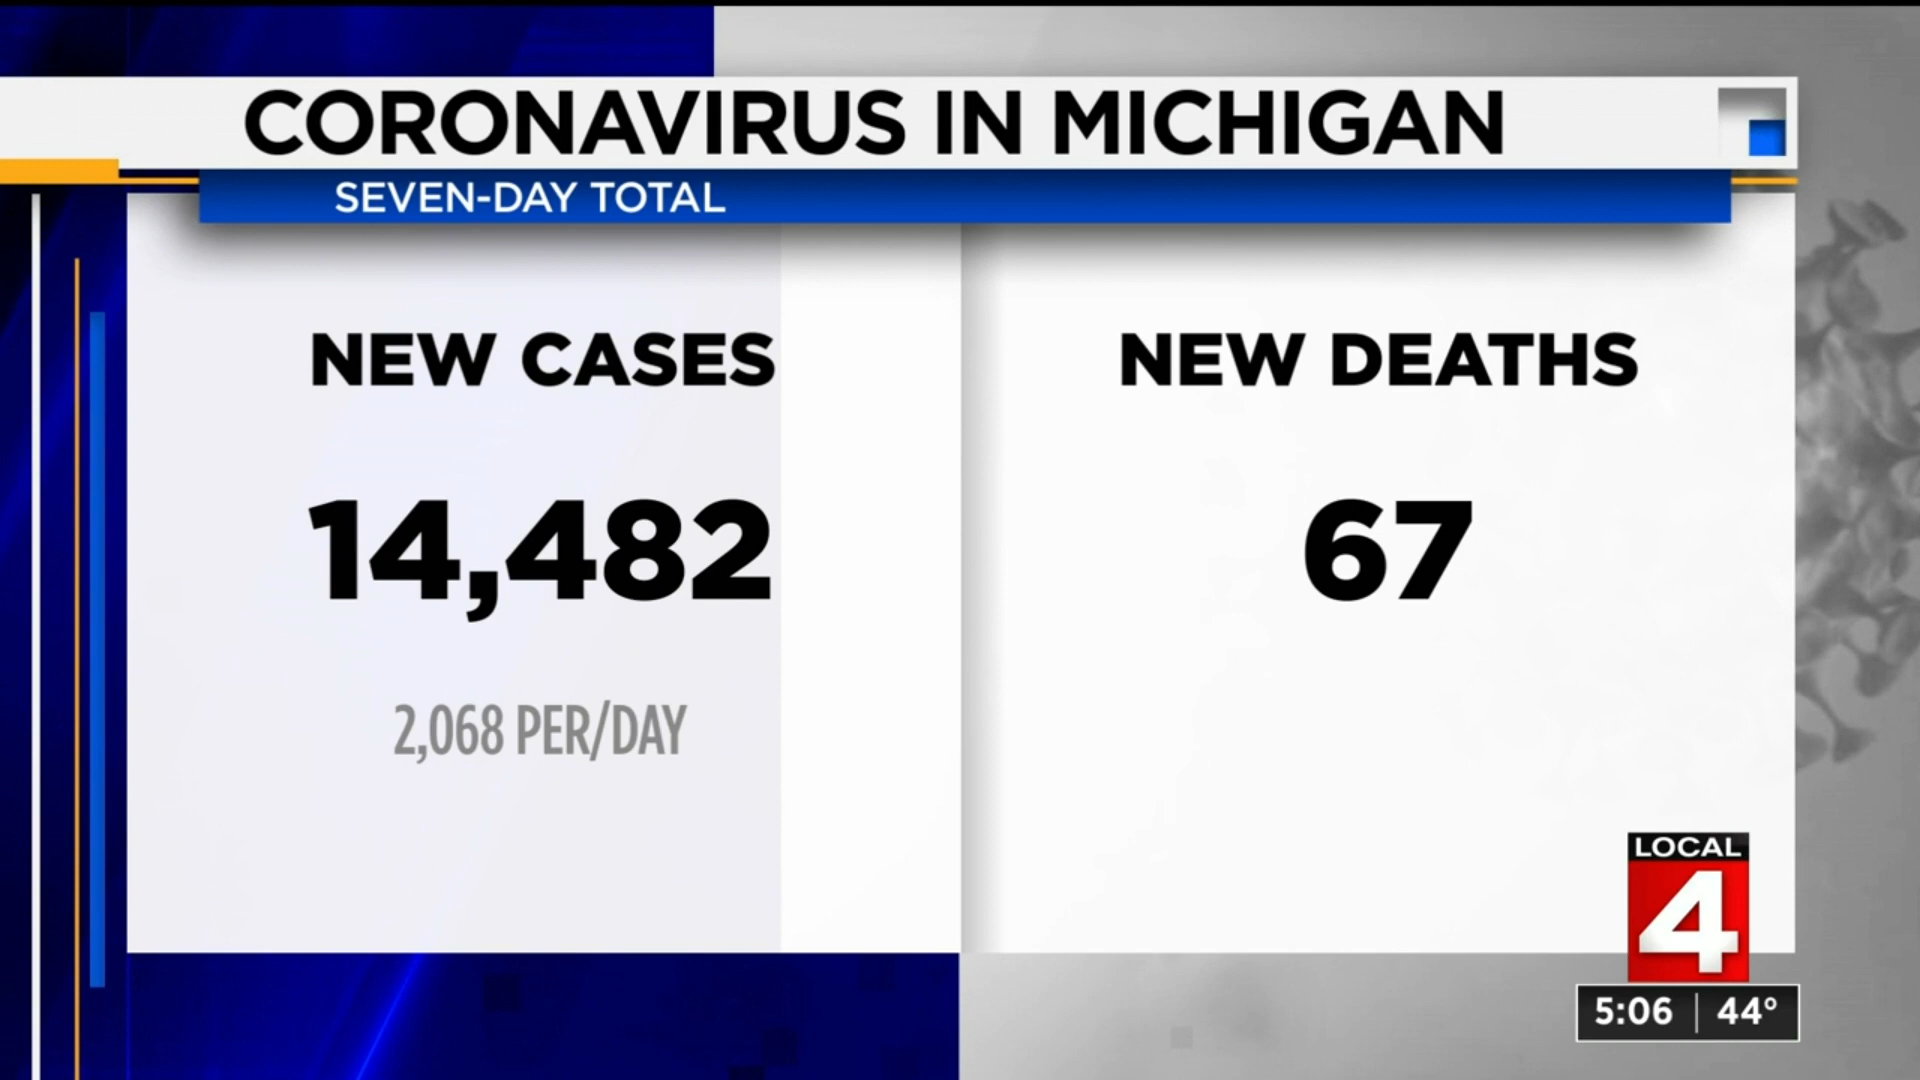 CORONAVIRUS IN MICHIGAN
SEVEN-DAY TOTAL
NEW CASES
14,482
2,068 PER/DAY
NEW DEATHS
67
LOCAL
4
5:06 44°